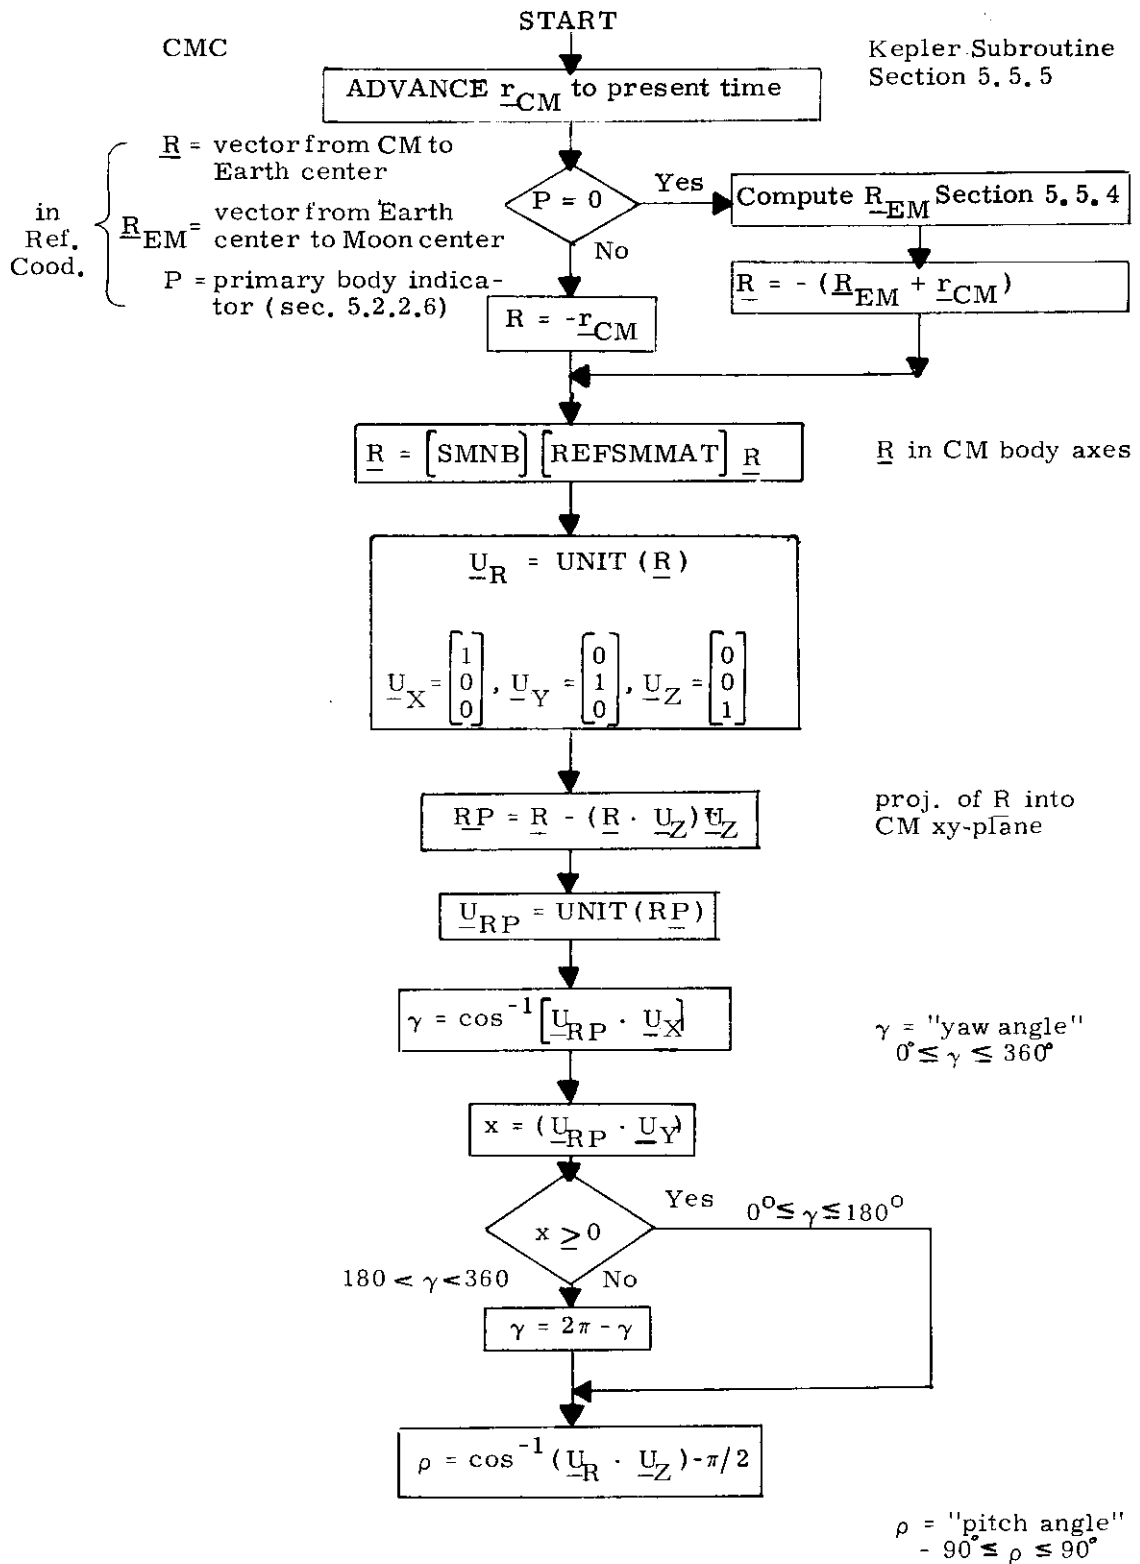 START
CMC
Kepler Subroutine
Section 5.5.5
ADVANCE r_CM to present time
R = vector from CM to
Earth center
in
Ref.
Cood.
R_EM = vector from Earth
center to Moon center
P = primary body indica-
tor (sec. 5.2.2.6)
P = 0
Yes
No
Compute R_EM Section 5.5.4
R = - (R_EM + r_CM)
R = -r_CM
R = [SMNB] [REFSMMAT] R
R in CM body axes
U_R = UNIT (R)
U_X = [1 0 0], U_Y = [0 1 0], U_Z = [0 0 1]
RP = R - (R · U_Z) U_Z
proj. of R into
CM xy-plane
U_RP = UNIT(RP)
γ = cos^-1 [U_RP · U_X]
γ = "yaw angle"
0° ≤ γ ≤ 360°
x = (U_RP · U_Y)
x ≥ 0
Yes
0° ≤ γ ≤ 180°
180 < γ < 360
No
γ = 2π - γ
ρ = cos^-1 (U_R · U_Z) - π/2
ρ = "pitch angle"
- 90° ≤ ρ ≤ 90°